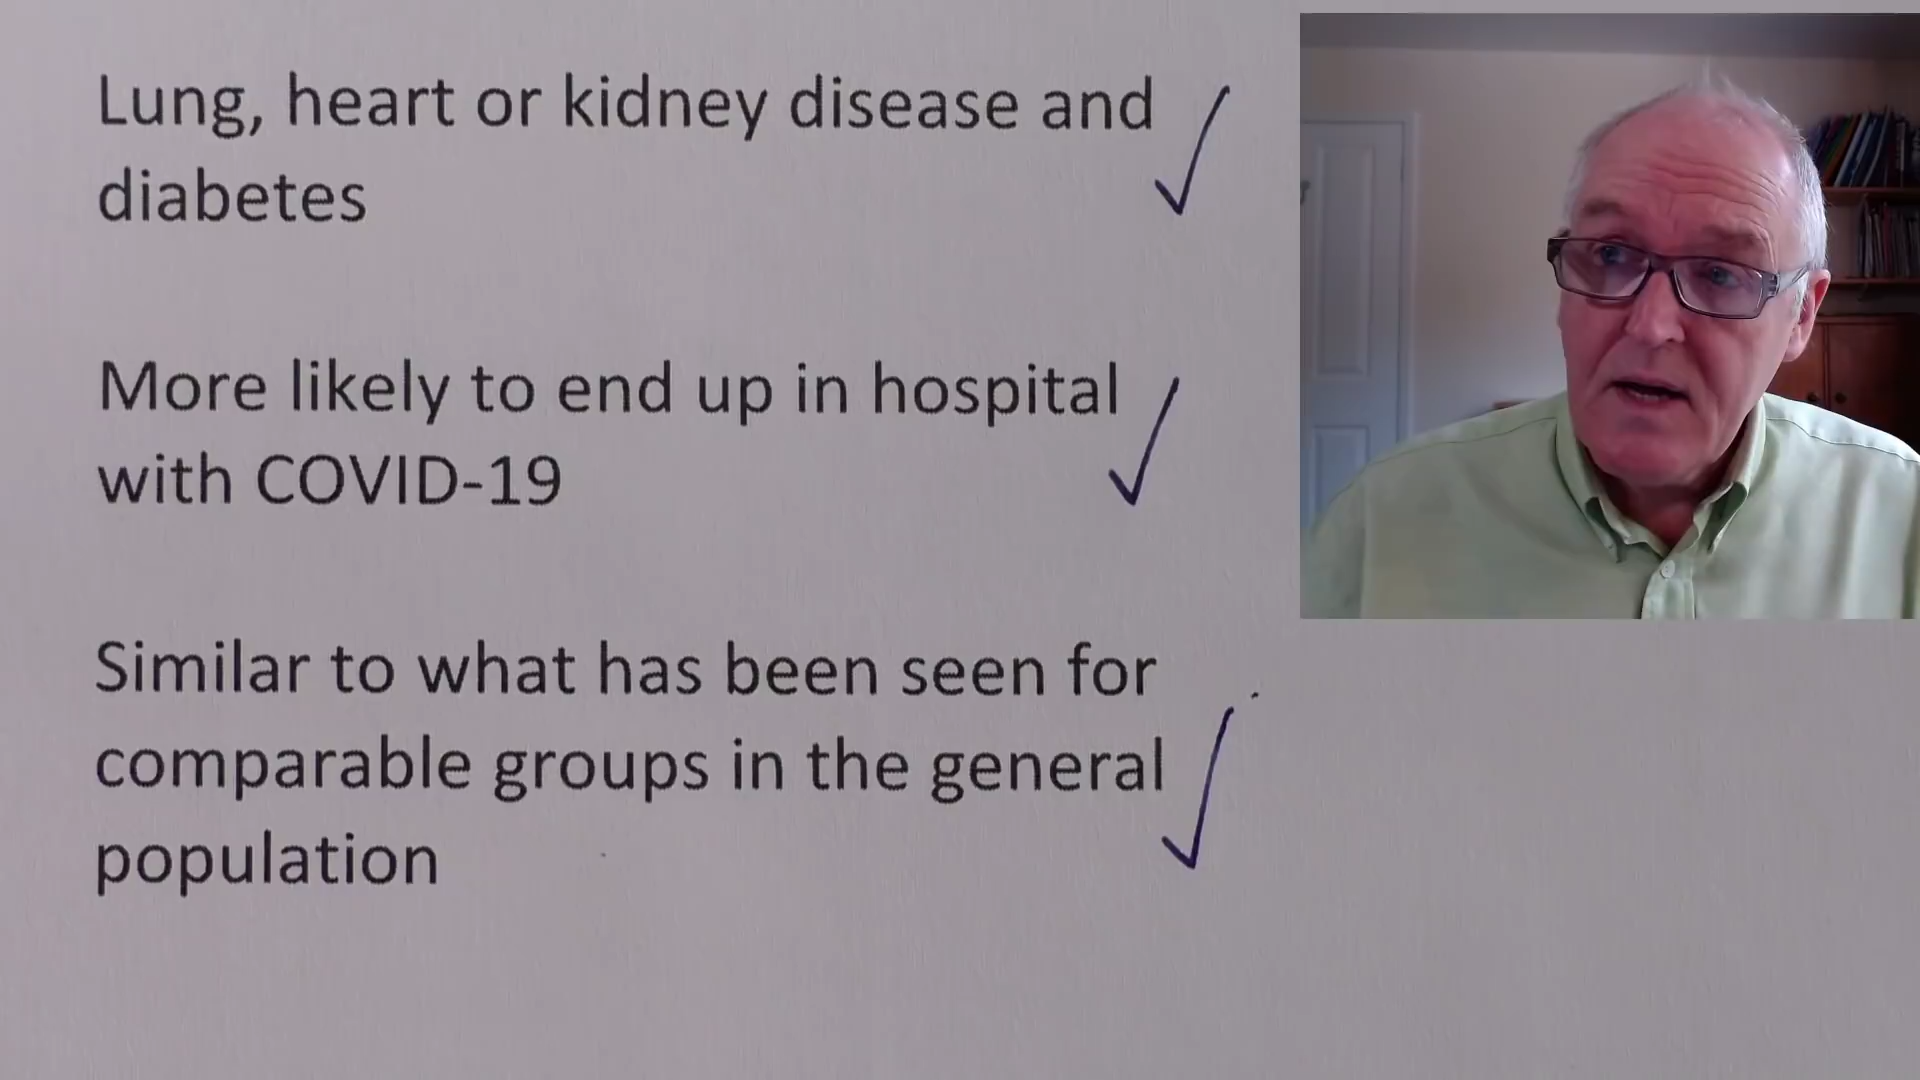 Lung, heart or kidney disease and
diabetes
More likely to end up in hospital
with COVID-19
Similar to what has been seen for
comparable groups in the general
population